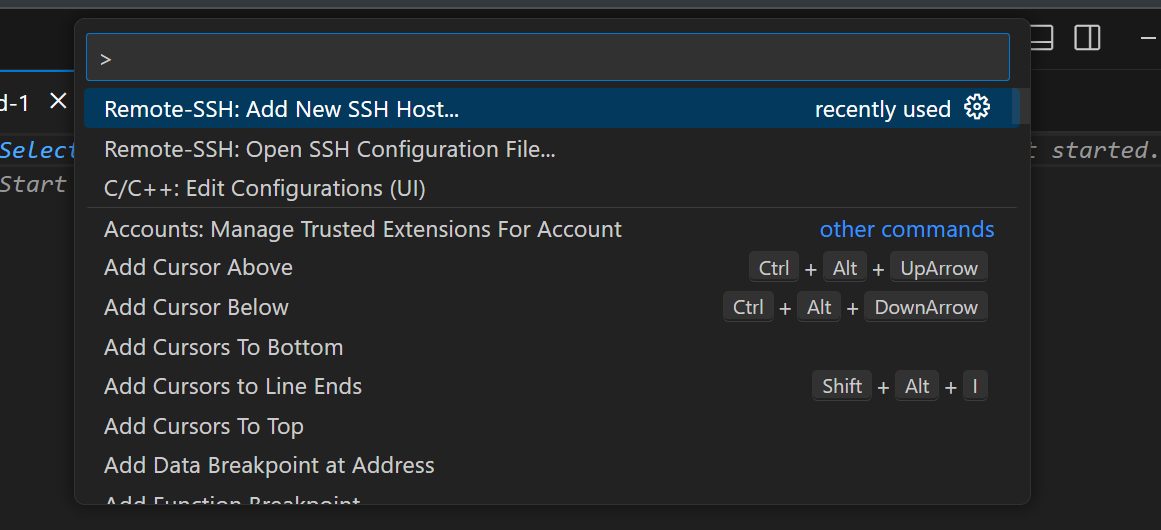 >
d-1
Remote-SSH: Add New SSH Host... recently used
Select t started.
Remote-SSH: Open SSH Configuration File...
Start
C/C++: Edit Configurations (UI)
Accounts: Manage Trusted Extensions For Account other commands
Add Cursor Above Ctrl + Alt + UpArrow
Add Cursor Below Ctrl + Alt + DownArrow
Add Cursors To Bottom
Add Cursors to Line Ends Shift + Alt + I
Add Cursors To Top
Add Data Breakpoint at Address
Add Function Breakpoint